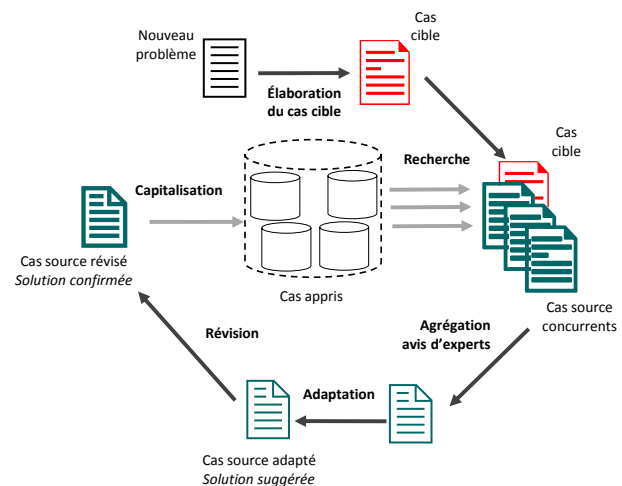 Nouveau
problème
Élaboration
du cas cible
Cas
cible
Cas
cible
Recherche
Capitalisation
Cas appris
Cas source révisé
Solution confirmée
Cas source
concurrents
Agrégation
avis d'experts
Révision
Adaptation
Cas source adapté
Solution suggérée